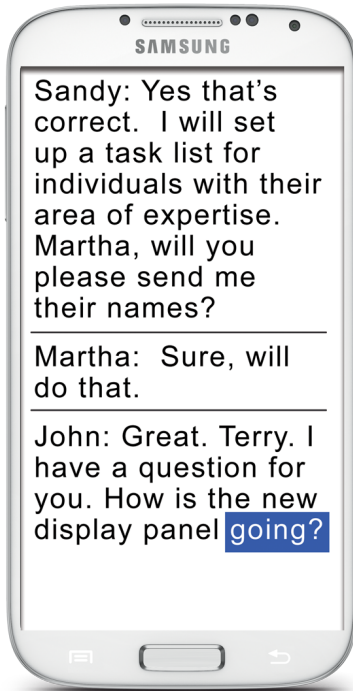 SAMSUNG
Sandy: Yes that's
correct.  I will set
up a task list for
individuals with their
area of expertise.
Martha, will you
please send me
their names?
Martha:  Sure, will
do that.
John: Great. Terry. I
have a question for
you. How is the new
display panel going?